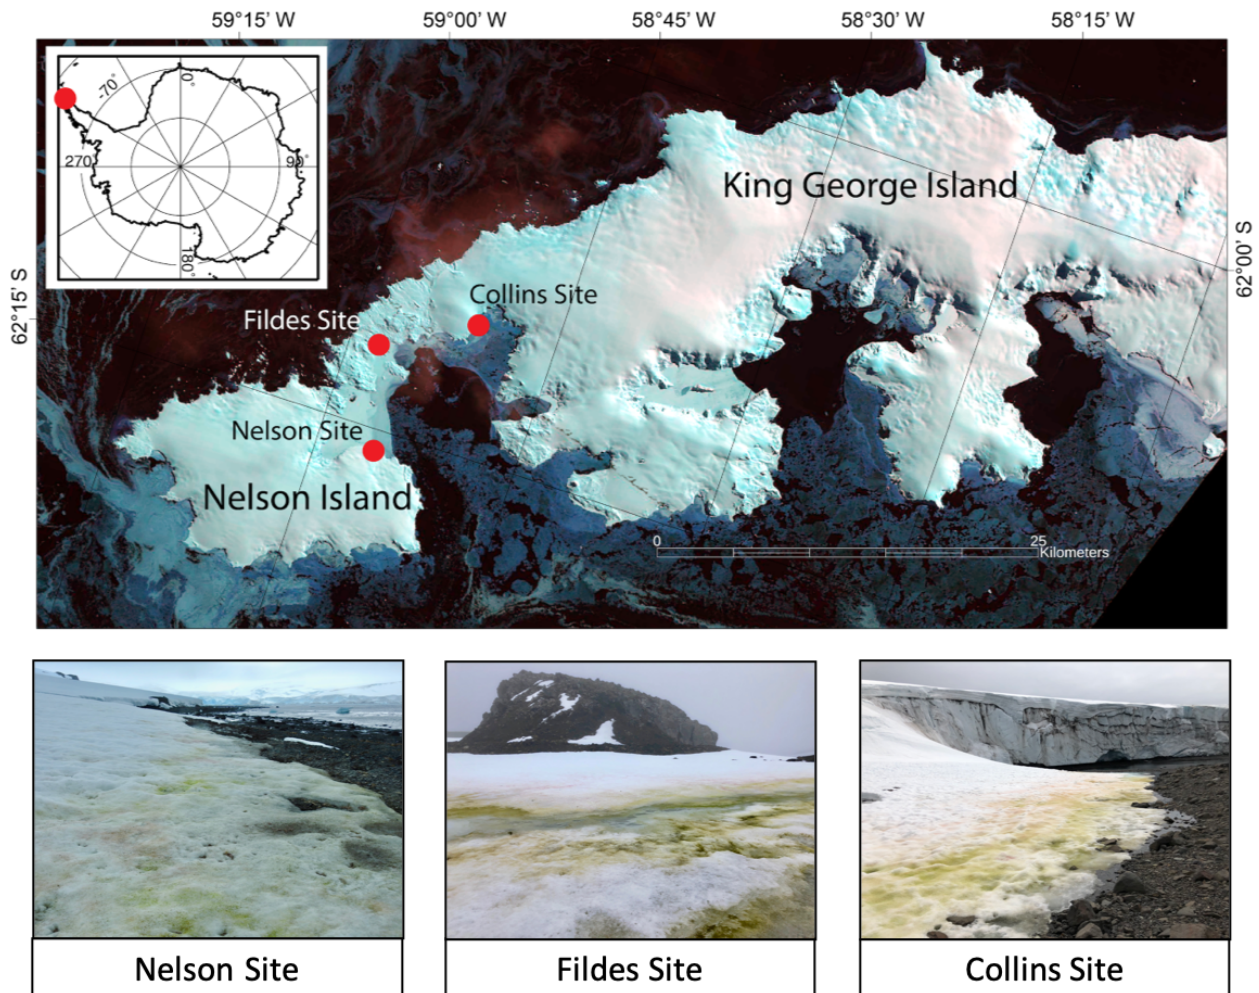 59°15' W
59°00' W
58°45' W
58°30' W
58°15' W
-70°
0°
270
90°
180°
King George Island
62°00' S
62°15' S
Collins Site
Fildes Site
Nelson Site
Nelson Island
0
25
Kilometers
Nelson Site
Fildes Site
Collins Site